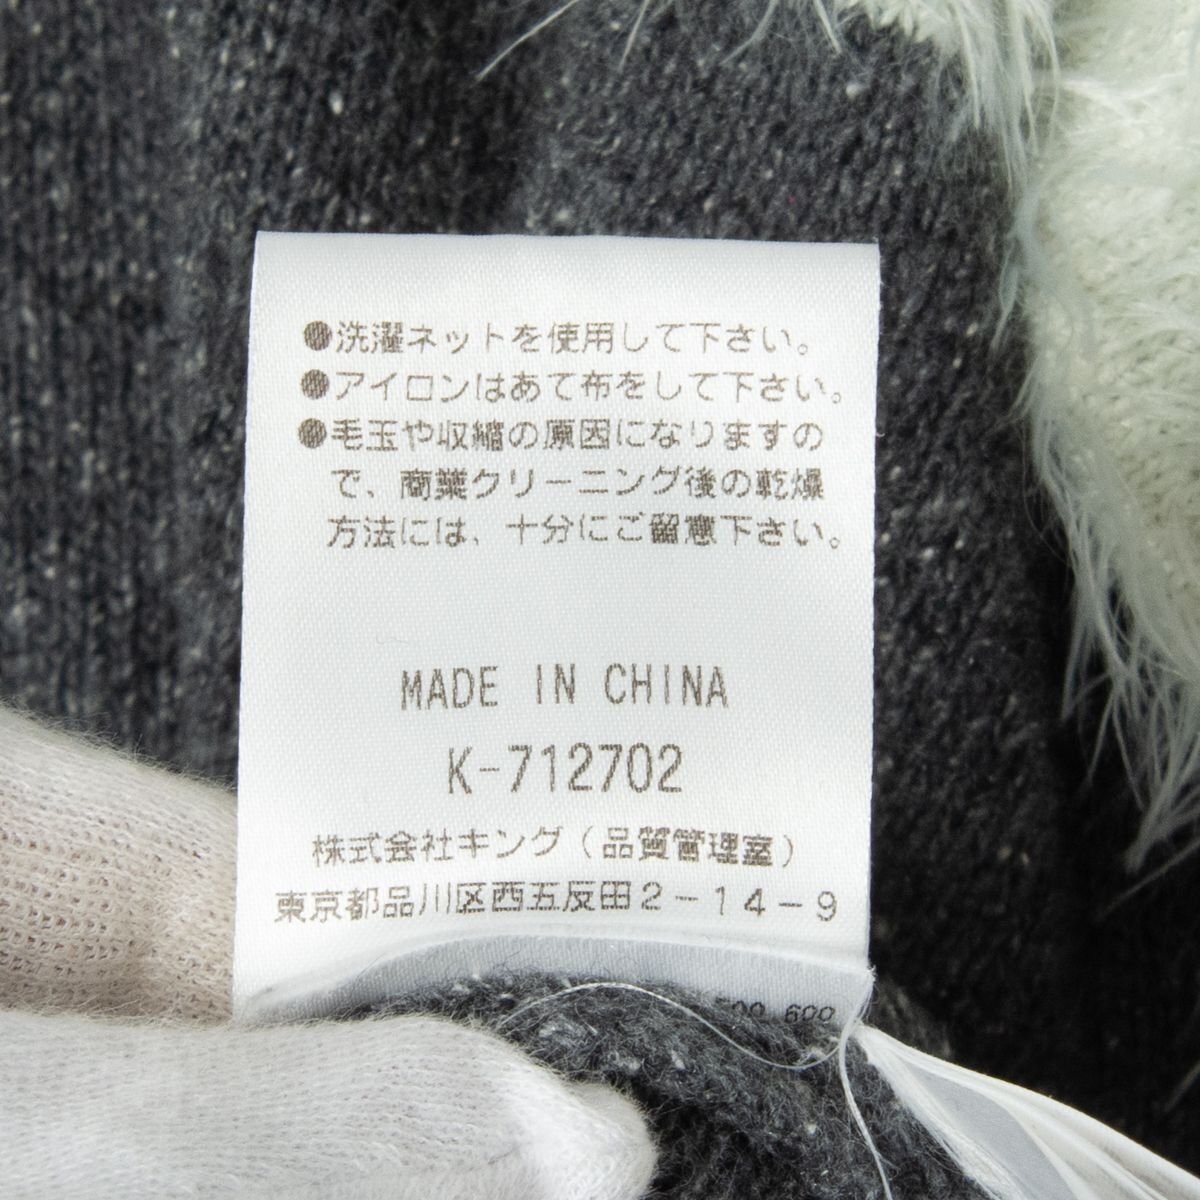 ●洗濯ネットを使用して下さい。
●アイロンはあて布をして下さい。
●毛玉や収縮の原因になりますの
で、商業クリーニング後の乾燥
方法には、十分にご留意下さい。
MADE IN CHINA
K-712702
株式会社キング(品質管理室)
東京都品川区西五反田2-14-9
600